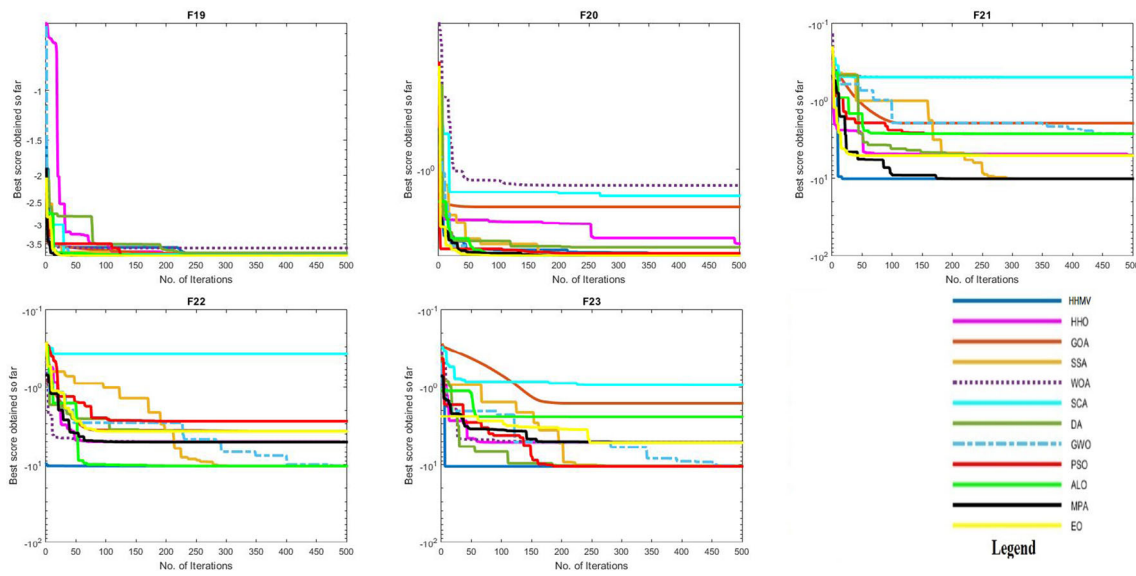 F19
Best score obtained so far
-1
-1.5
-2
-2.5
-3
-3.5
0 50 100 150 200 250 300 350 400 450 500
No. of Iterations
F20
Best score obtained so far
-10^0
0 50 100 150 200 250 300 350 400 450 500
No. of Iterations
F21
Best score obtained so far
-10^-1
-10^0
-10^1
-10^2
0 50 100 150 200 250 300 350 400 450 500
No. of Iterations
F22
Best score obtained so far
-10^-1
-10^0
-10^1
-10^2
0 50 100 150 200 250 300 350 400 450 500
No. of Iterations
F23
Best score obtained so far
-10^-1
-10^0
-10^1
-10^2
0 50 100 150 200 250 300 350 400 450 500
No. of Iterations
HHMV
HHO
GOA
SSA
WOA
SCA
DA
GWO
PSO
ALO
MPA
EO
Legend